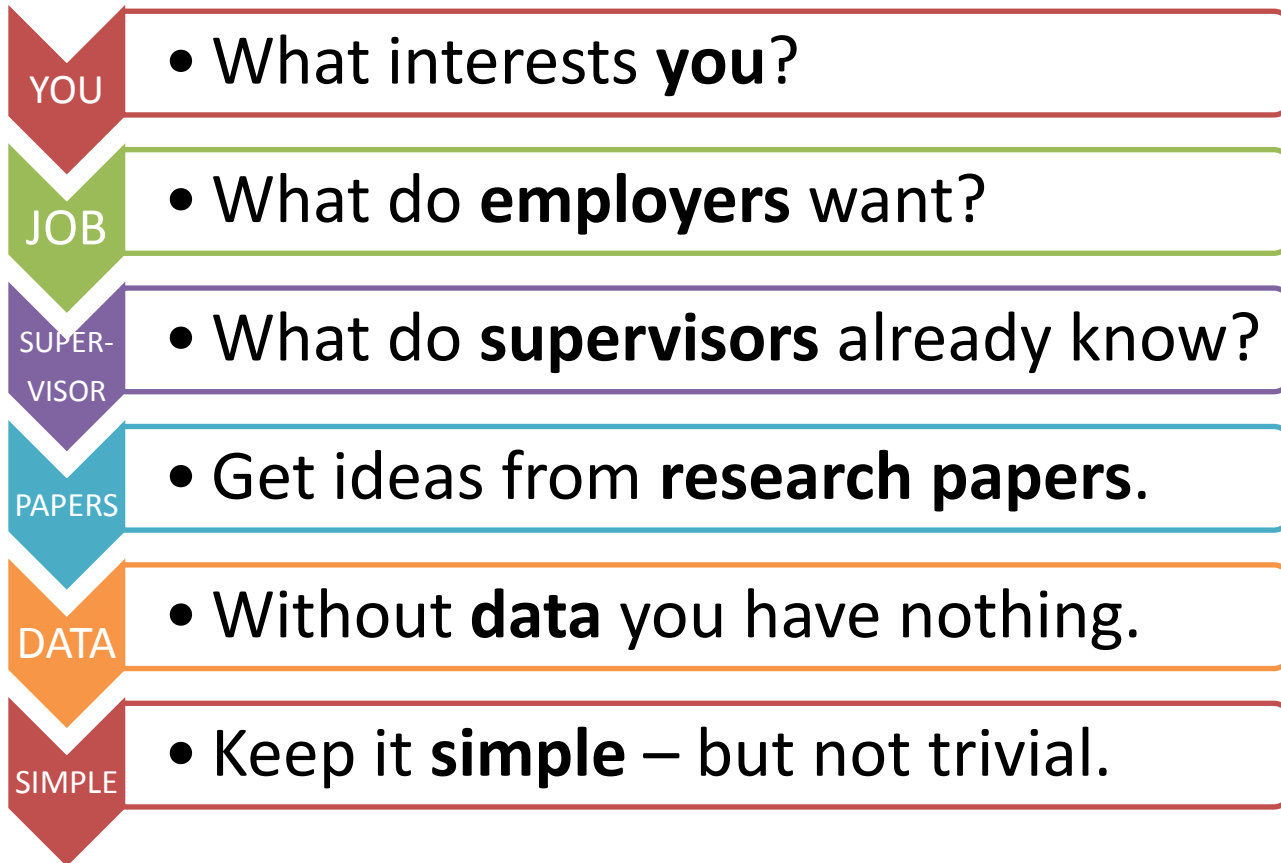 YOU
• What interests you?
JOB
• What do employers want?
SUPER-
VISOR
• What do supervisors already know?
PAPERS
• Get ideas from research papers.
DATA
• Without data you have nothing.
SIMPLE
• Keep it simple – but not trivial.